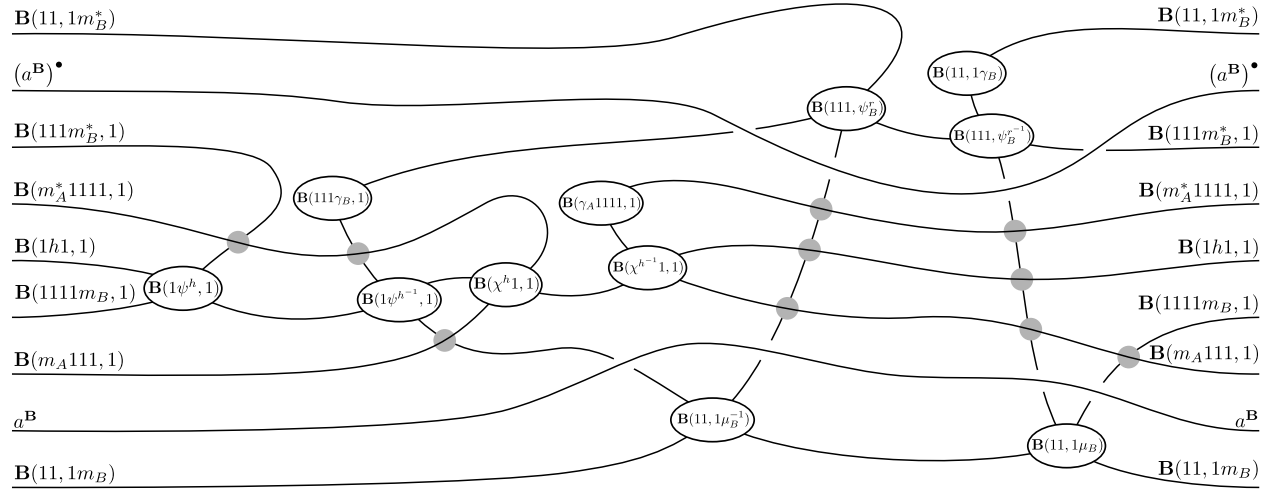 𝐁(11, 1m*_B)
(a^𝐁)^•
𝐁(111m*_B, 1)
𝐁(m*_A1111, 1)
𝐁(1h1, 1)
𝐁(1111m_B, 1)
𝐁(m_A111, 1)
a^𝐁
𝐁(11, 1m_B)
𝐁(1ψ^h, 1)
𝐁(111γ_B, 1)
𝐁(1ψ^{h^{-1}}, 1)
𝐁(χ^h1, 1)
𝐁(γ_A1111, 1)
𝐁(χ^{h^{-1}}1, 1)
𝐁(11, 1μ_B^{-1})
𝐁(111, ψ^r_B)
𝐁(11, 1γ_B)
𝐁(111, ψ^{r^{-1}}_B)
𝐁(11, 1μ_B)
𝐁(11, 1m*_B)
(a^𝐁)^•
𝐁(111m*_B, 1)
𝐁(m*_A1111, 1)
𝐁(1h1, 1)
𝐁(1111m_B, 1)
𝐁(m_A111, 1)
a^𝐁
𝐁(11, 1m_B)